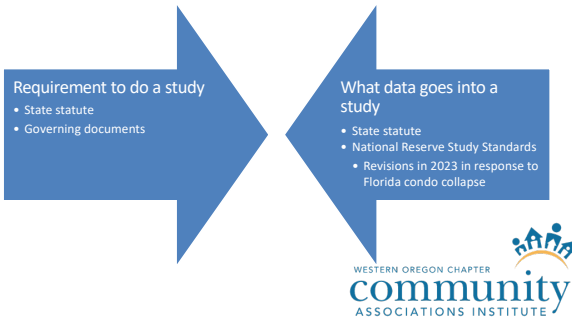 Requirement to do a study
• State statute
• Governing documents
What data goes into a
study
• State statute
• National Reserve Study Standards
• Revisions in 2023 in response to
Florida condo collapse
WESTERN OREGON CHAPTER
community
ASSOCIATIONS INSTITUTE